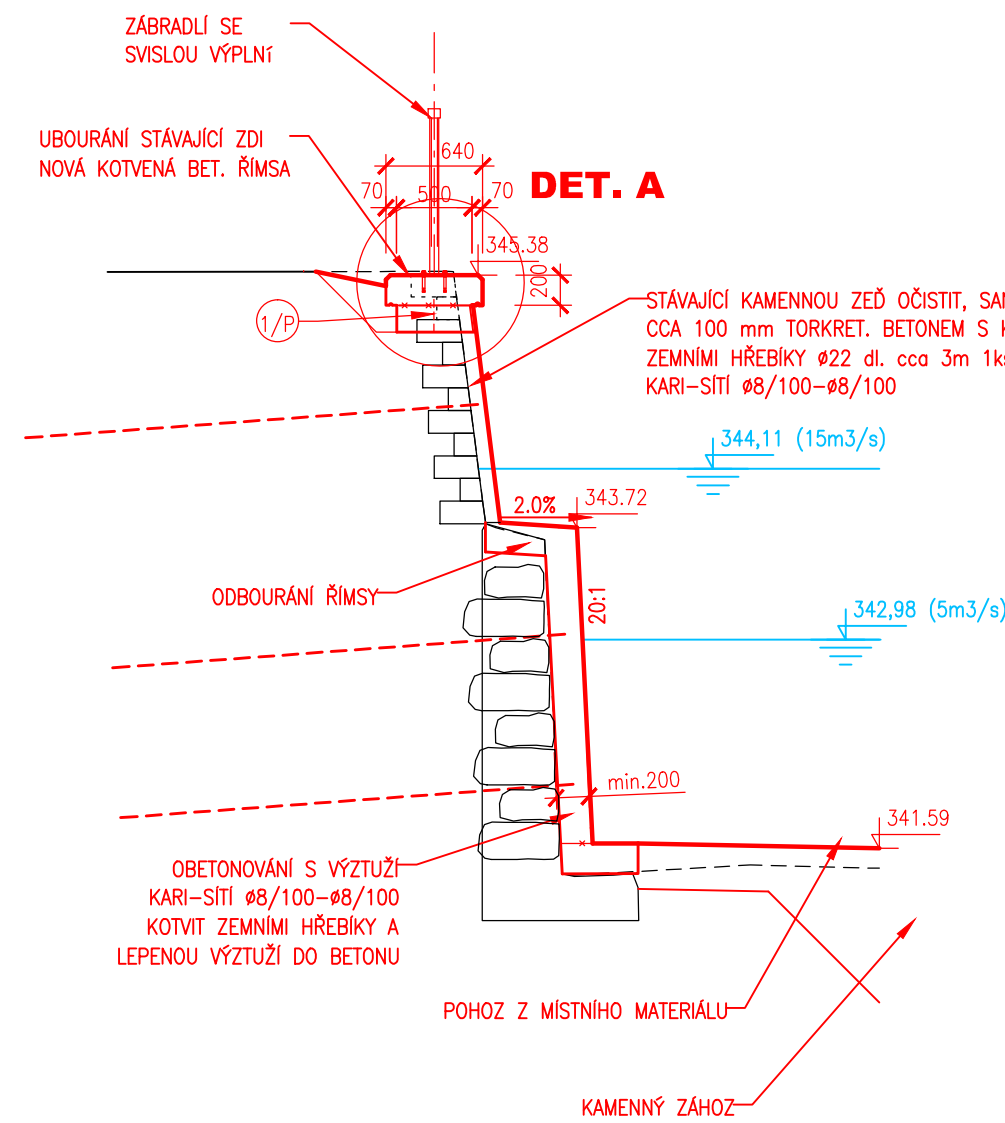 ZÁBRADLÍ SE
SVISLOU VÝPLNí
UBOURÁNÍ STÁVAJÍCÍ ZDI
NOVÁ KOTVENÁ BET. ŘÍMSA
640
70 500 70
DET. A
345.38
200
1/P
STÁVAJÍCÍ KAMENNOU ZEĎ OČISTIT,
CCA 100 mm TORKRET. BETONEM S
ZEMNÍMI HŘEBÍKY ø22 dl. cca 3m
KARI-SÍTÍ ø8/100-ø8/100
344,11 (15m3/s)
2.0%
343.72
ODBOURÁNÍ ŘÍMSY
20:1
342,98 (5m3/s)
min.200
341.59
OBETONOVÁNÍ S VÝZTUŽÍ
KARI-SÍTÍ ø8/100-ø8/100
KOTVIT ZEMNÍMI HŘEBÍKY A
LEPENOU VÝZTUŽÍ DO BETONU
POHOZ Z MÍSTNÍHO MATERIÁLU
KAMENNÝ ZÁHOZ